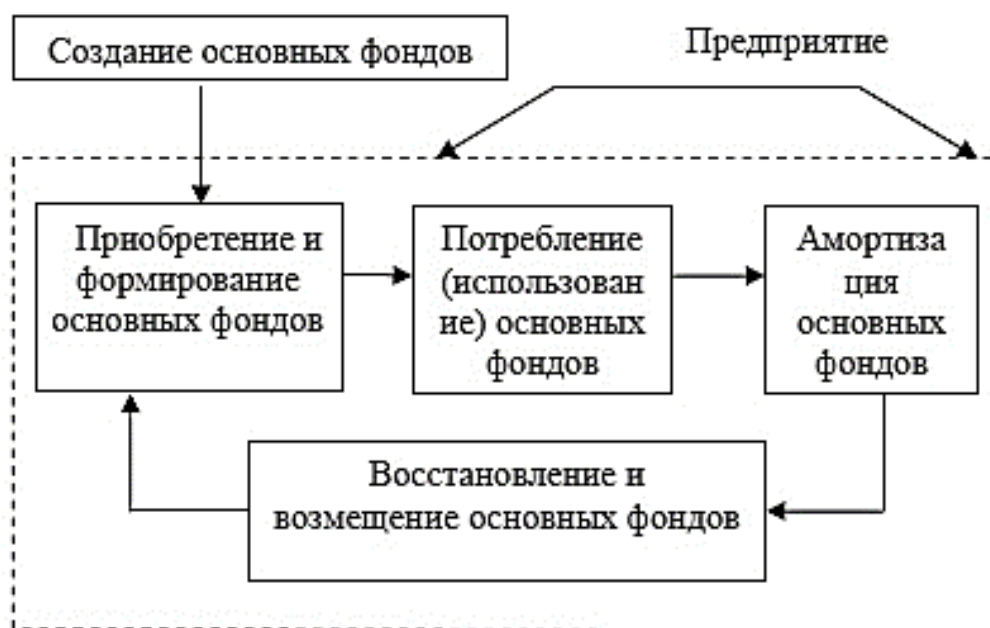 Создание основных фондов
Предприятие
Приобретение и
формирование
основных фондов
Потребление
(использован
ие) основных
фондов
Амортиза
ция
основных
фондов
Восстановление и
возмещение основных фондов